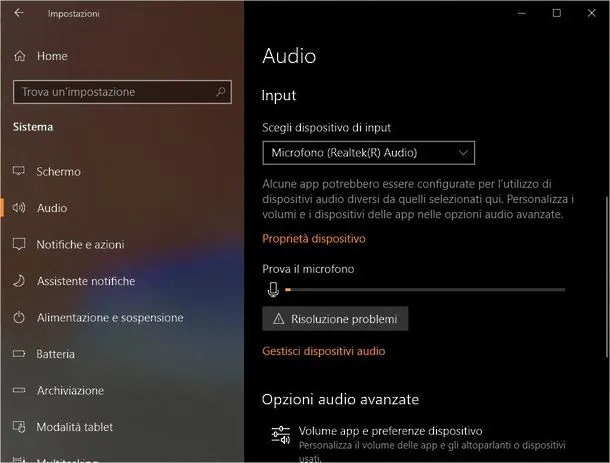 Impostazioni
Home
Trova un'impostazione
Sistema
Schermo
Audio
Notifiche e azioni
Assistente notifiche
Alimentazione e sospensione
Batteria
Archiviazione
Modalità tablet
Multitasking
Audio
Input
Scegli dispositivo di input
Microfono (Realtek(R) Audio)
Alcune app potrebbero essere configurate per l'utilizzo di
dispositivi audio diversi da quelli selezionati qui. Personalizza i
volumi e i dispositivi delle app nelle opzioni audio avanzate.
Proprietà dispositivo
Prova il microfono
Risoluzione problemi
Gestisci dispositivi audio
Opzioni audio avanzate
Volume app e preferenze dispositivo
Personalizza il volume delle app e gli altoparlanti o dispositivi
usati.